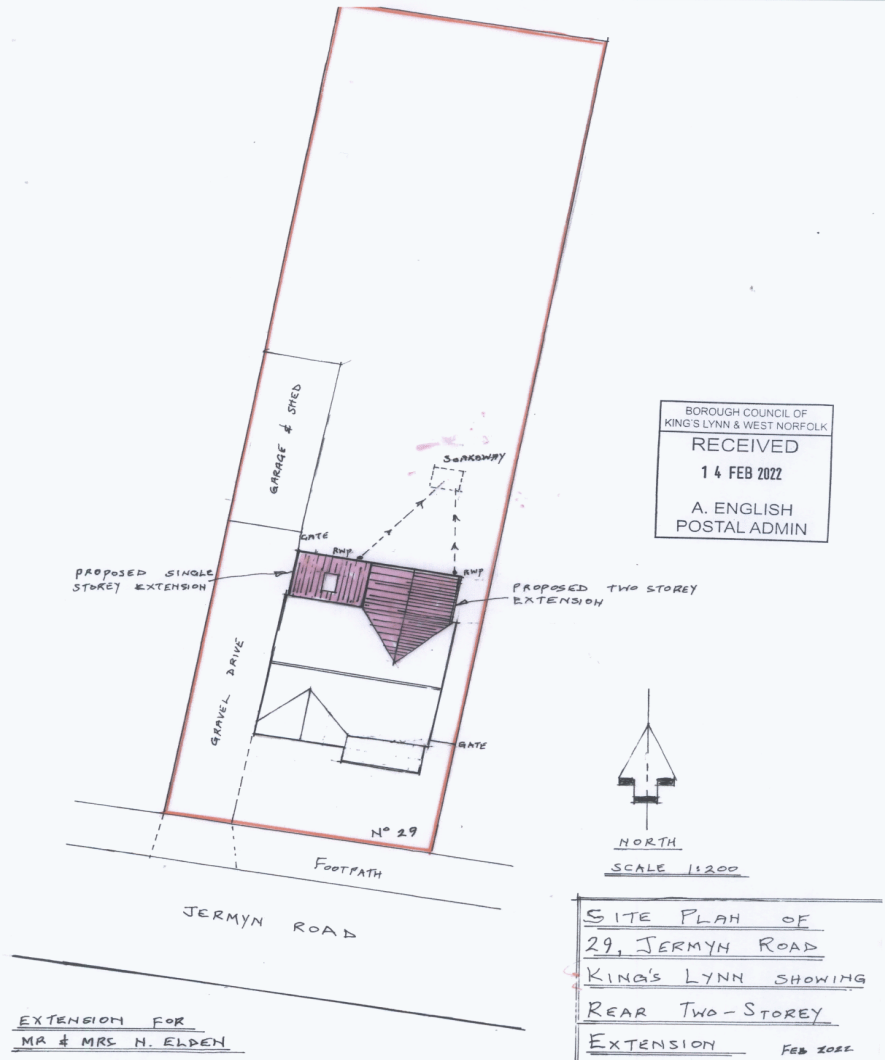 BOROUGH COUNCIL OF
KING'S LYNN & WEST NORFOLK
RECEIVED
14 FEB 2022
A. ENGLISH
POSTAL ADMIN
GARAGE & SHED
SOAKAWAY
GATE
RWP
RWP
PROPOSED SINGLE
STOREY EXTENSION
PROPOSED TWO STOREY
EXTENSION
GRAVEL DRIVE
GATE
Nº 29
FOOTPATH
JERMYN ROAD
NORTH
SCALE 1:200
SITE PLAN OF
29, JERMYN ROAD
KING'S LYNN SHOWING
REAR TWO-STOREY
EXTENSION FEB 2022
EXTENSION FOR
MR & MRS N. ELDEN